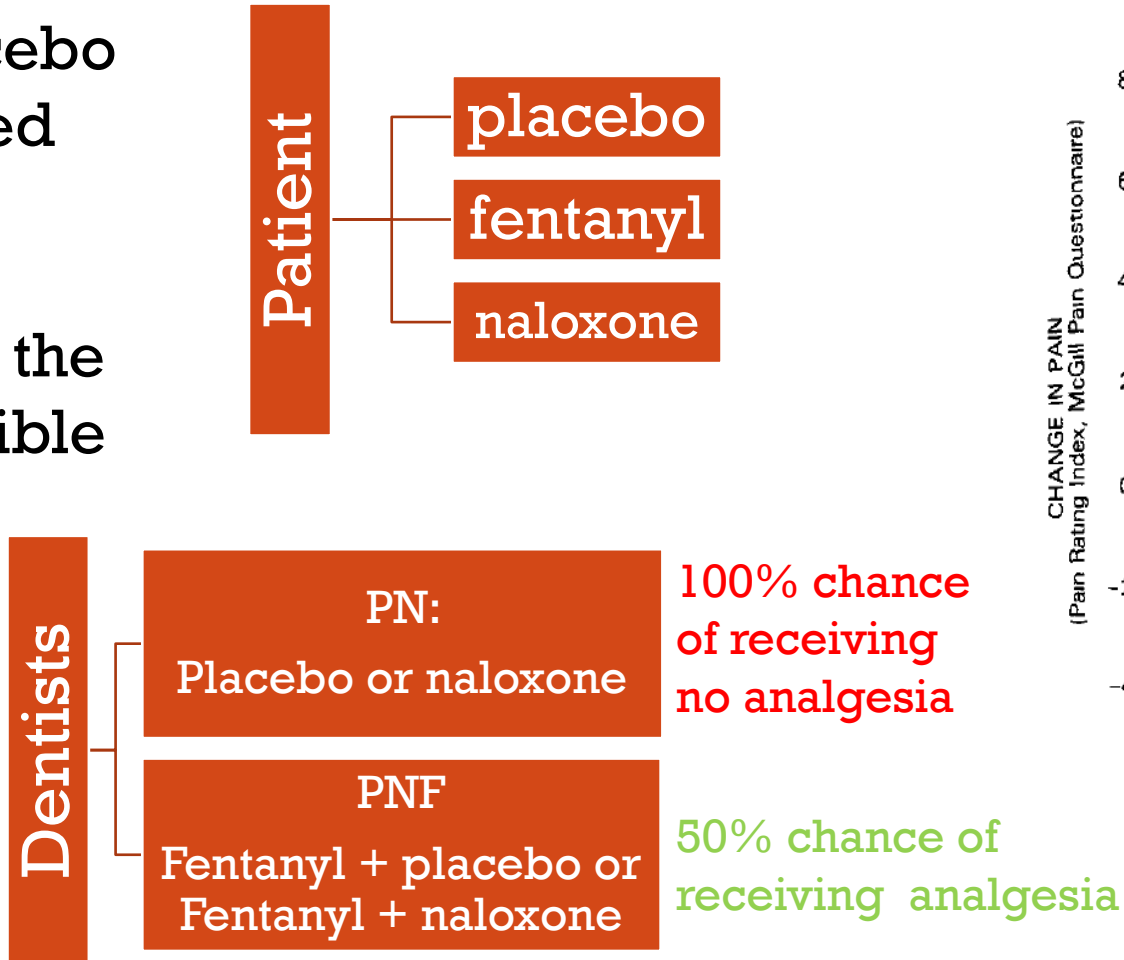 cebo
ed
the
ible
Patient
placebo
fentanyl
naloxone
CHANGE IN PAIN
(Pain Rating Index, McGill Pain Questionnaire)
Dentists
PN:
Placebo or naloxone
100% chance
of receiving
no analgesia
PNF
Fentanyl + placebo or
Fentanyl + naloxone
50% chance of
receiving analgesia